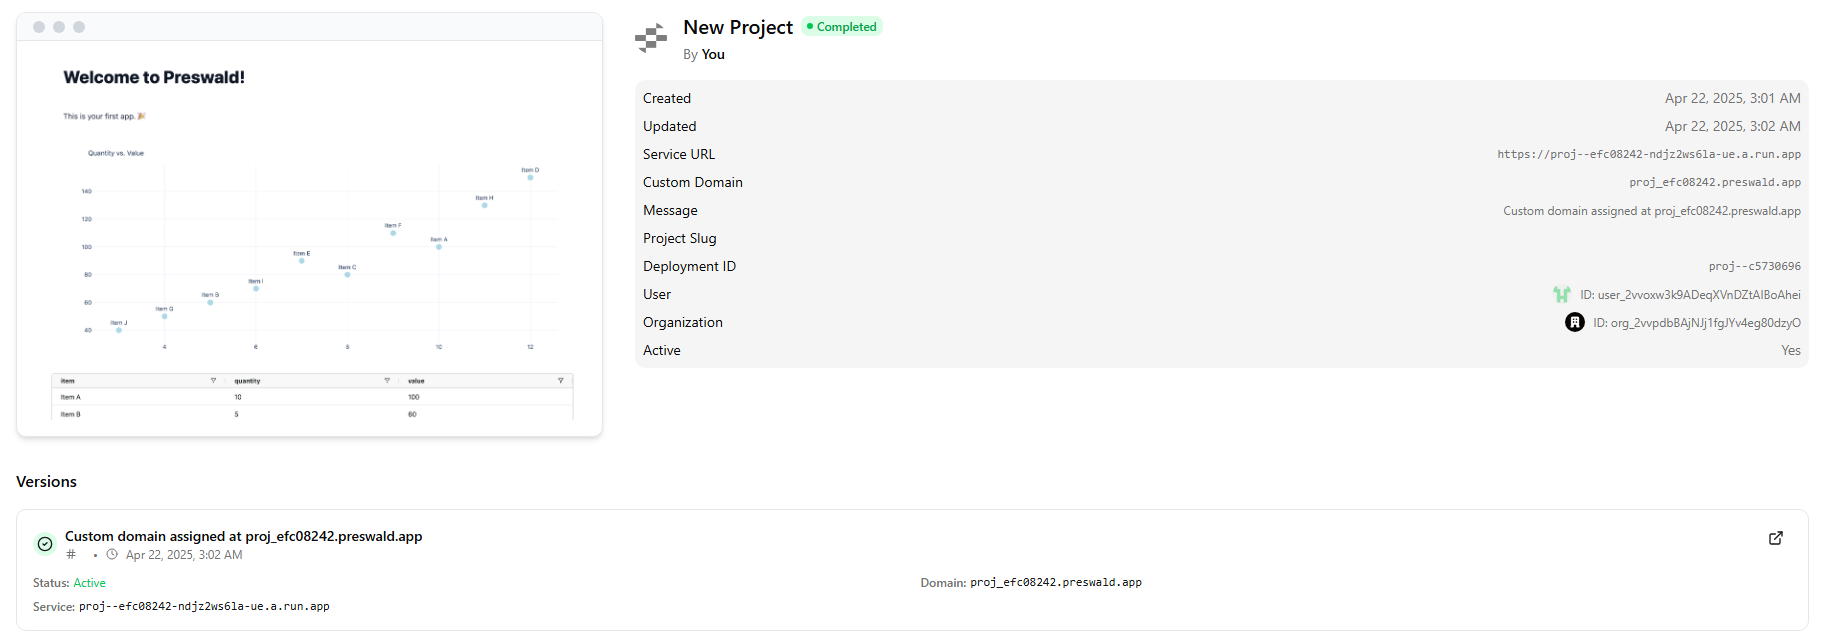 Welcome to Preswald!
This is your first app. 🎉
Quantity vs. Value
140
120
100
80
60
40
Item D
Item H
Item F
Item A
Item E
Item C
Item I
Item B
Item G
Item J
4
6
8
10
12
item quantity value
Item A 10 100
Item B 5 60
New Project Completed
By You
Created Apr 22, 2025, 3:01 AM
Updated Apr 22, 2025, 3:02 AM
Service URL https://proj--efc08242-ndjz2ws6la-ue.a.run.app
Custom Domain proj_efc08242.preswald.app
Message Custom domain assigned at proj_efc08242.preswald.app
Project Slug
Deployment ID proj--c5730696
User ID: user_2vvoxw3k9ADeqXVnDZtAIBoAhei
Organization ID: org_2vvpdbBAjNJj1fgJYv4eg80dzyO
Active Yes
Versions
Custom domain assigned at proj_efc08242.preswald.app
# • Apr 22, 2025, 3:02 AM
Status: Active
Domain: proj_efc08242.preswald.app
Service: proj--efc08242-ndjz2ws6la-ue.a.run.app